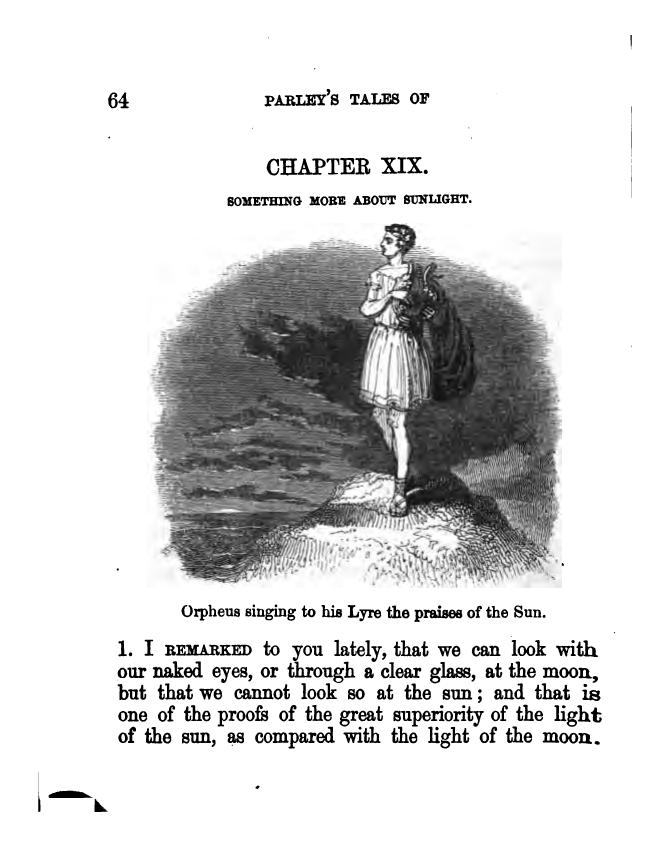 64 PARLEY'S TALES OF
CHAPTER XIX.
SOMETHING MORE ABOUT SUNLIGHT.
Orpheus singing to his Lyre the praises of the Sun.
1. I REMARKED to you lately, that we can look with
our naked eyes, or through a clear glass, at the moon,
but that we cannot look so at the sun; and that is
one of the proofs of the great superiority of the light
of the sun, as compared with the light of the moon.